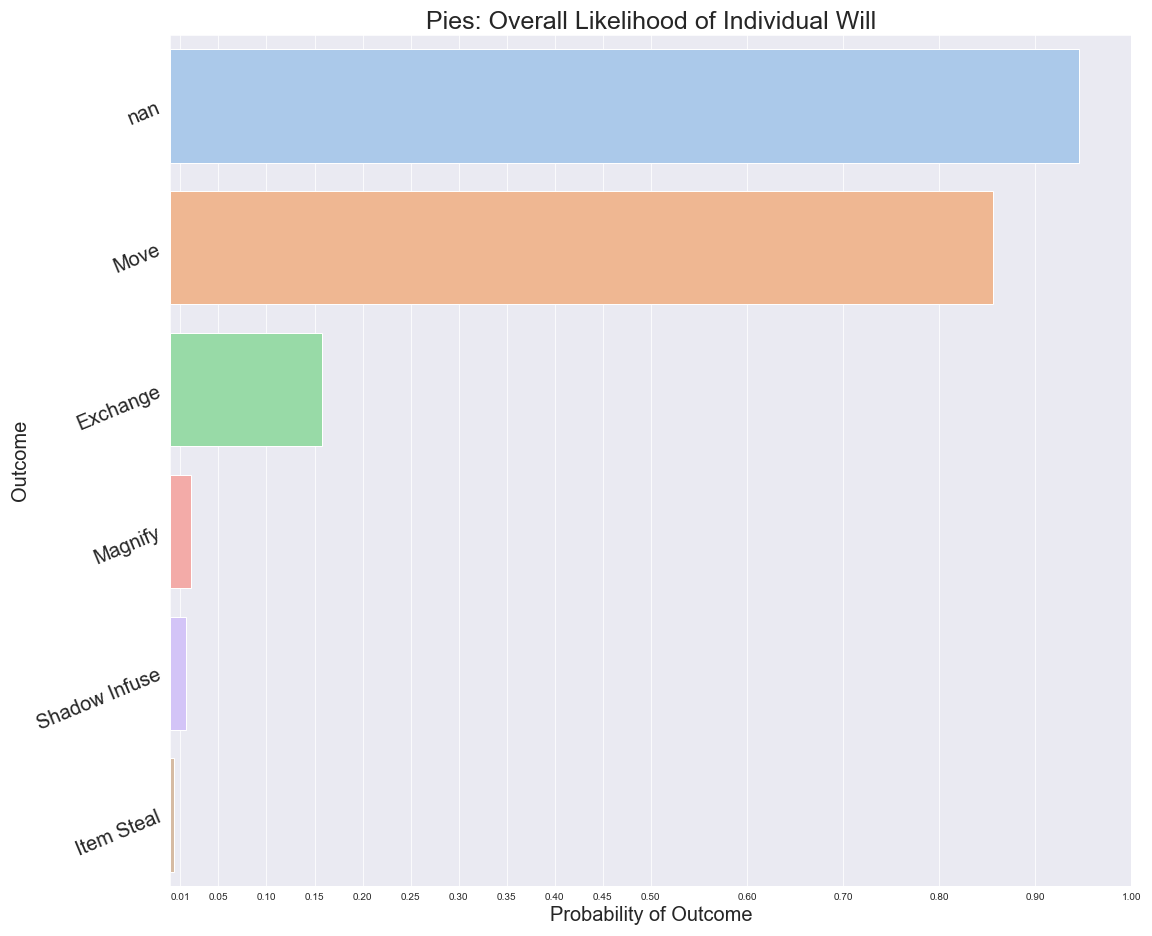 Pies: Overall Likelihood of Individual Will
nan
Move
Exchange
Magnify
Shadow Infuse
Item Steal
Outcome
0.01 0.05 0.10 0.15 0.20 0.25 0.30 0.35 0.40 0.45 0.50 0.60 0.70 0.80 0.90 1.00
Probability of Outcome